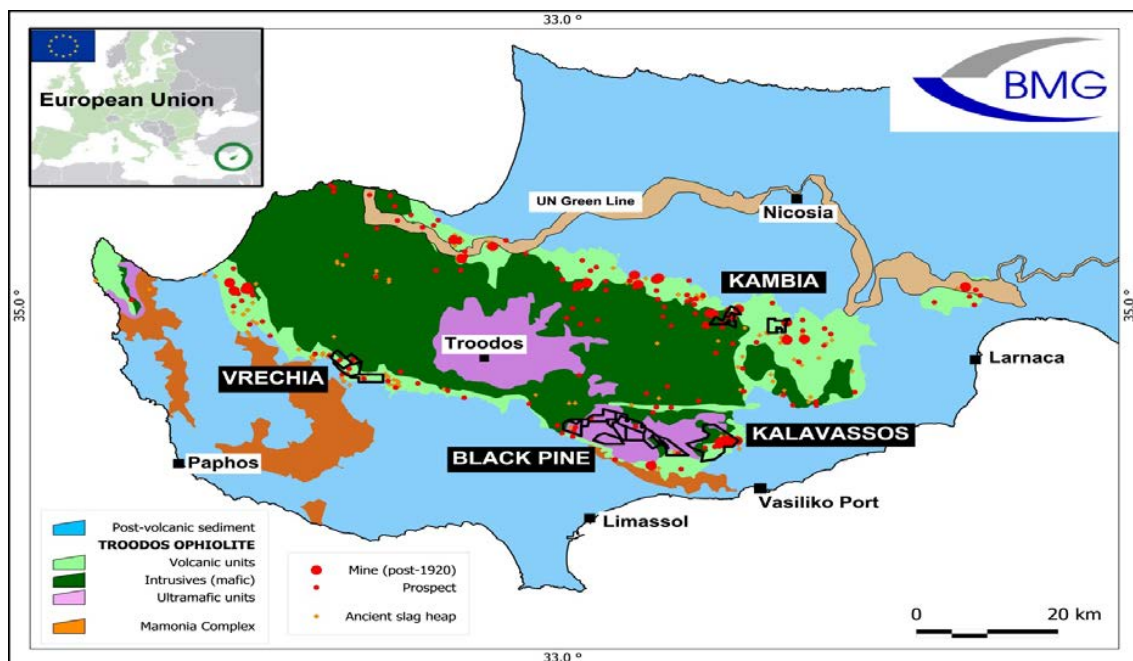 33.0 °
European Union
BMG
UN Green Line
Nicosia
KAMBIA
35.0 °
35.0 °
Troodos
Larnaca
VRECHIA
KALAVASSOS
BLACK PINE
Paphos
Vasiliko Port
Limassol
Post-volcanic sediment
TROODOS OPHIOLITE
Volcanic units
Intrusives (mafic)
Ultramafic units
Mamonia Complex
Mine (post-1920)
Prospect
Ancient slag heap
0 20 km
33.0 °